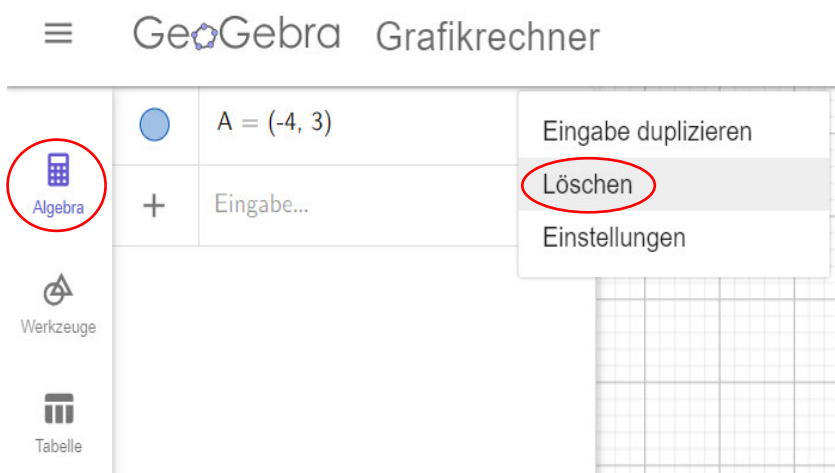 GeoGebra Grafikrechner
A = (-4, 3)
Eingabe...
Eingabe duplizieren
Löschen
Einstellungen
Algebra
Werkzeuge
Tabelle